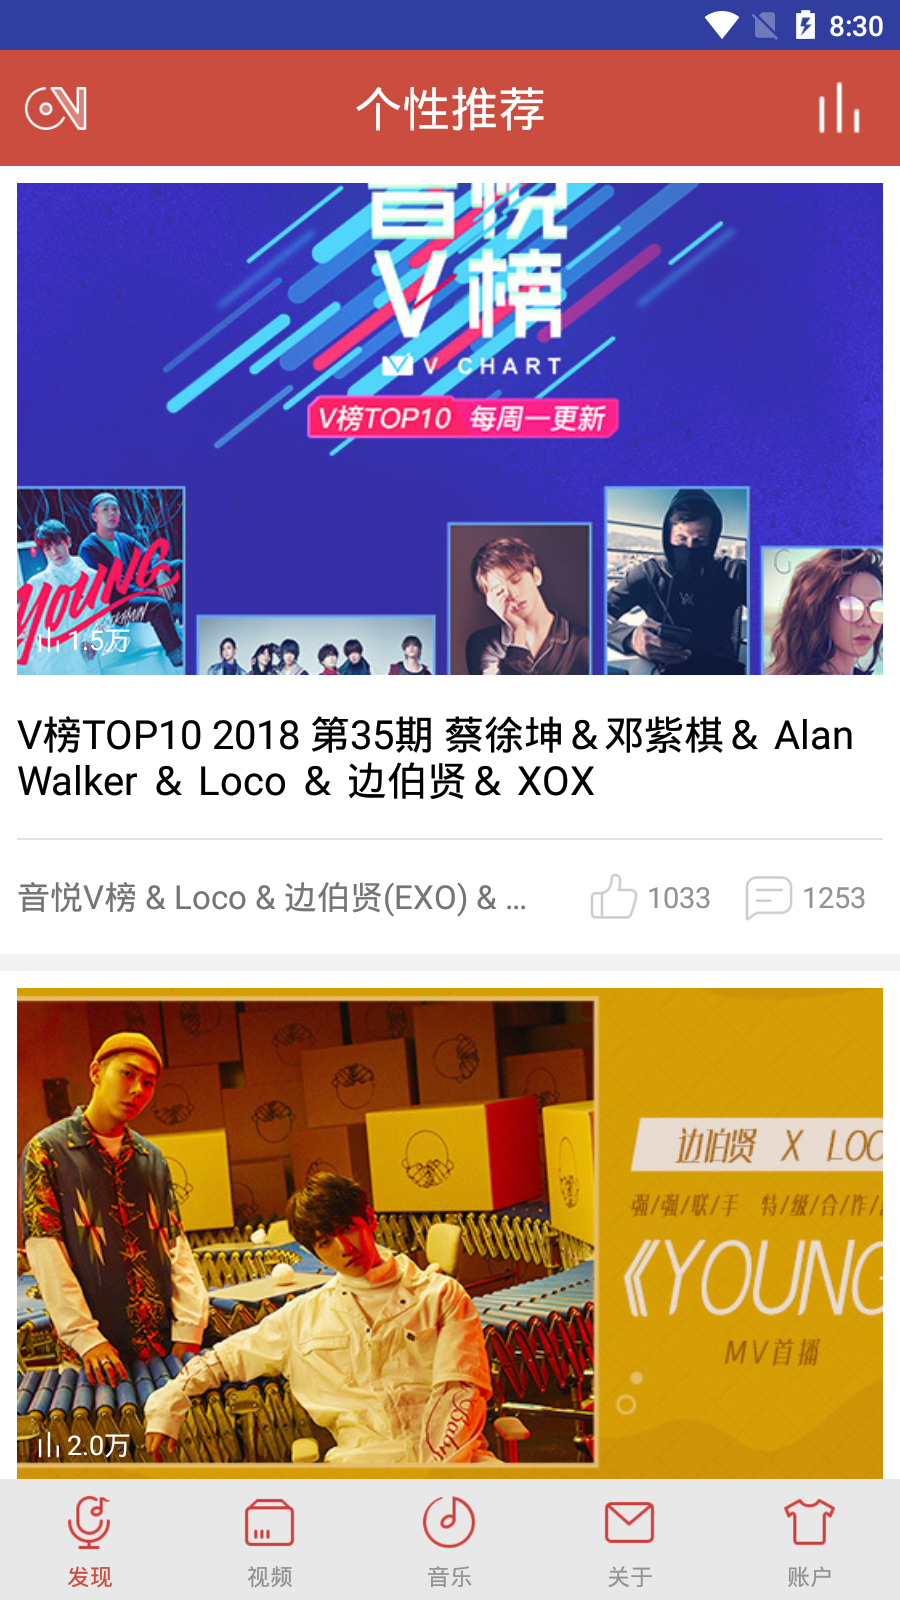 8:30
个性推荐
音悦
V榜
V CHART
V榜TOP10 每周一更新
YOUNG
1.5万
V榜TOP10 2018 第35期 蔡徐坤＆邓紫棋＆ Alan
Walker ＆ Loco ＆ 边伯贤＆ XOX
音悦V榜 & Loco & 边伯贤(EXO) & ...
1033
1253
边伯贤 X LOC
强/强/联/手 特/级/合/作/
《YOUNG
MV首播
Baby
2.0万
发现
视频
音乐
关于
账户